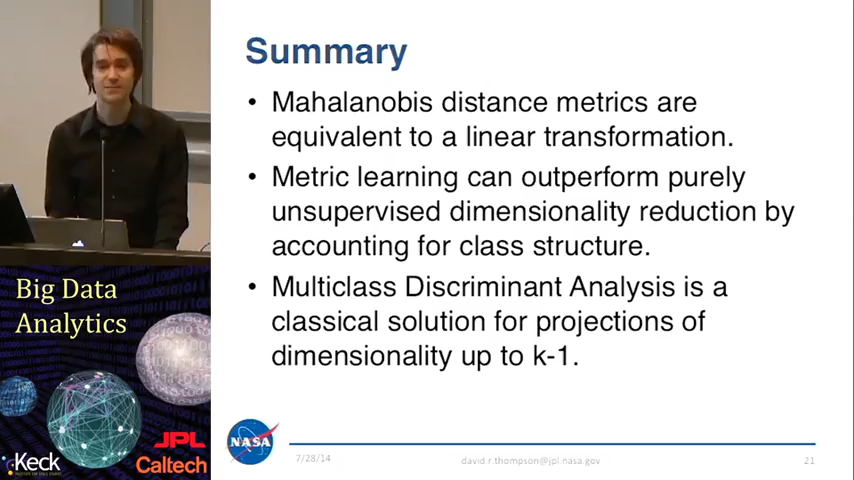 Summary
• Mahalanobis distance metrics are
equivalent to a linear transformation.
• Metric learning can outperform purely
unsupervised dimensionality reduction by
accounting for class structure.
• Multiclass Discriminant Analysis is a
classical solution for projections of
dimensionality up to k-1.
Big Data
Analytics
JPL
Keck
Caltech
NASA
7/28/14
david.r.thompson@jpl.nasa.gov
21